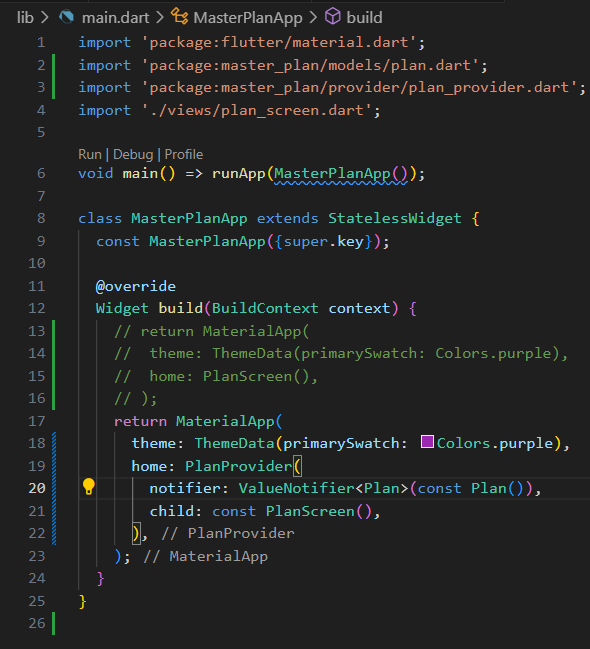 lib > main.dart > MasterPlanApp > build
1 import 'package:flutter/material.dart';
2 import 'package:master_plan/models/plan.dart';
3 import 'package:master_plan/provider/plan_provider.dart';
4 import './views/plan_screen.dart';
5
Run | Debug | Profile
6 void main() => runApp(MasterPlanApp());
7
8 class MasterPlanApp extends StatelessWidget {
9   const MasterPlanApp({super.key});
10
11   @override
12   Widget build(BuildContext context) {
13     // return MaterialApp(
14     //  theme: ThemeData(primarySwatch: Colors.purple),
15     //  home: PlanScreen(),
16     // );
17     return MaterialApp(
18       theme: ThemeData(primarySwatch: Colors.purple),
19       home: PlanProvider(
20         notifier: ValueNotifier<Plan>(const Plan()),
21         child: const PlanScreen(),
22       ), // PlanProvider
23     ); // MaterialApp
24   }
25 }
26